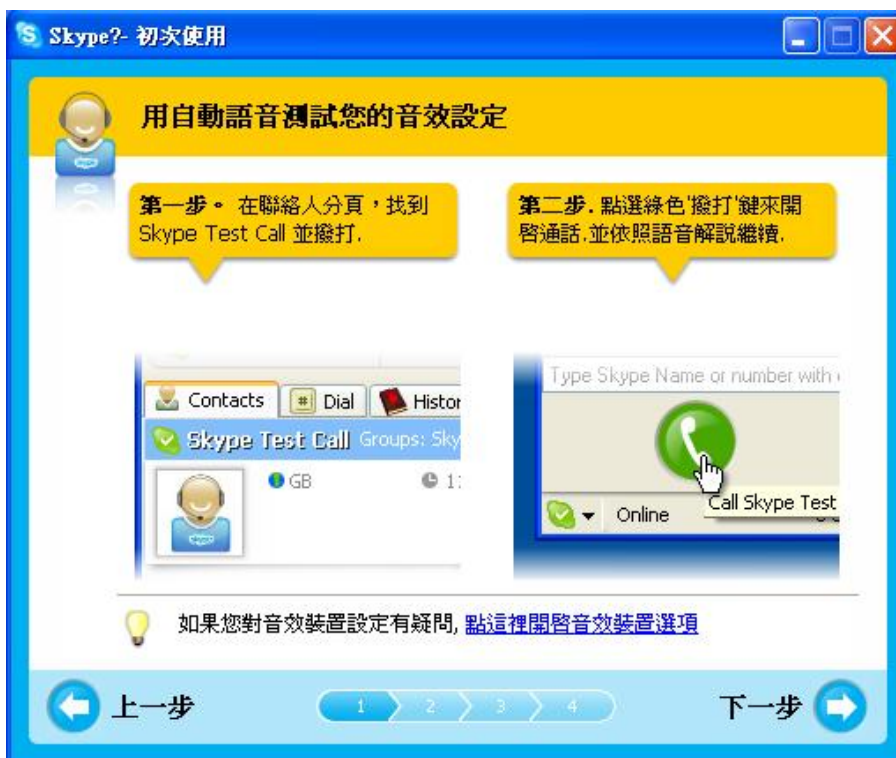 Skype?- 初次使用
用自動語音測試您的音效設定
第一步。 在聯絡人分頁,找到
Skype Test Call 並撥打.
第二步. 點選綠色'撥打'鍵來開
啓通話.並依照語音解說繼續.
Contacts
Dial
Histor
Skype Test Call Groups: Sky
GB
11
Type Skype Name or number with
Call Skype Test
Online
如果您對音效裝置設定有疑問, 點這裡開啓音效裝置選項
上一步
1 2 3 4
下一步